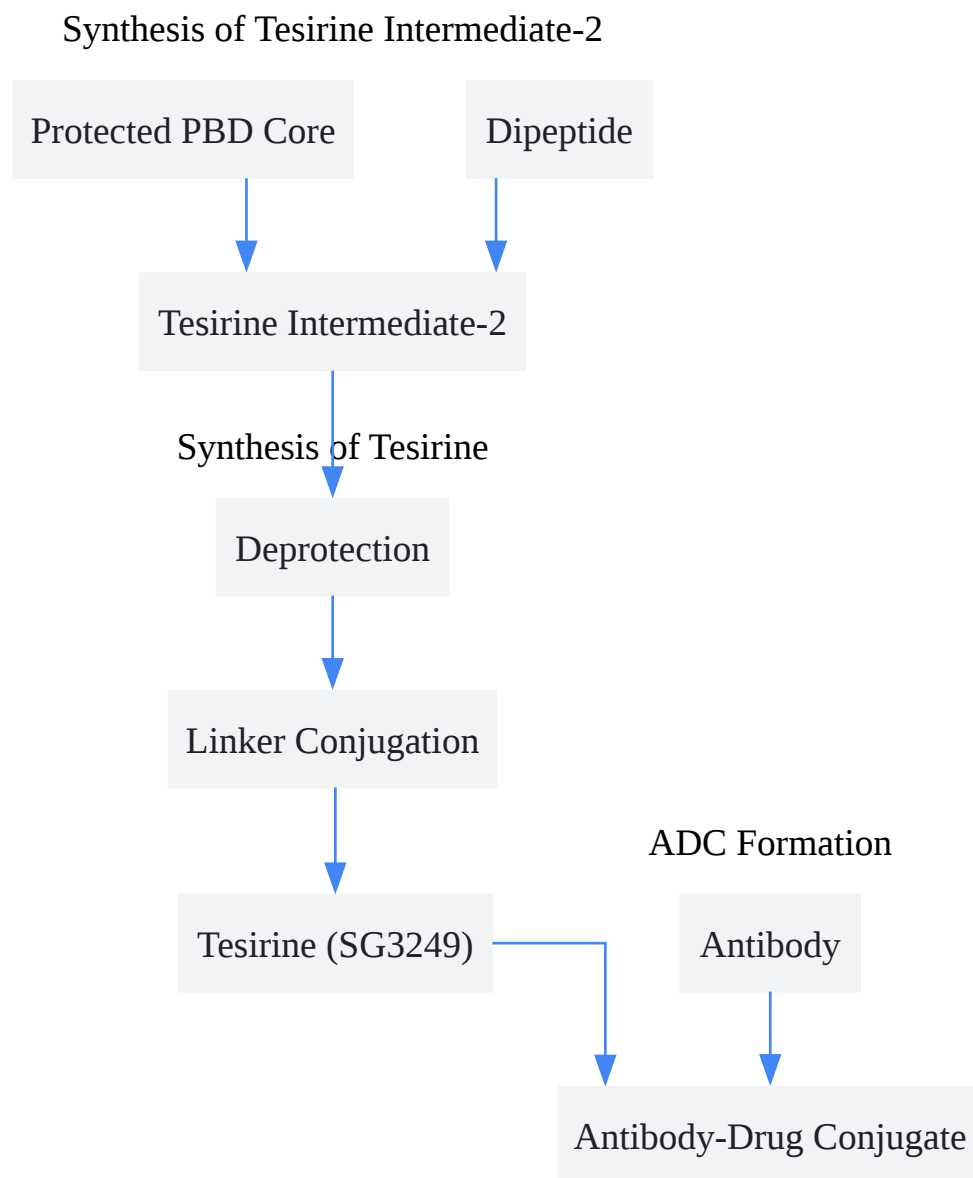 Synthesis of Tesirine Intermediate-2
Protected PBD Core
Dipeptide
Tesirine Intermediate-2
Synthesis of Tesirine
Deprotection
Linker Conjugation
ADC Formation
Tesirine (SG3249)
Antibody
Antibody-Drug Conjugate